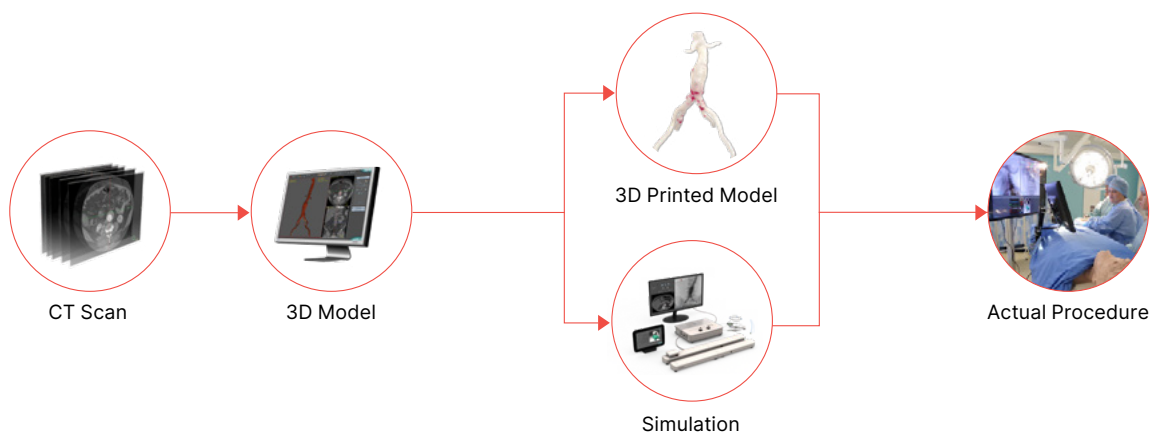 CT Scan
3D Model
3D Printed Model
Simulation
Actual Procedure